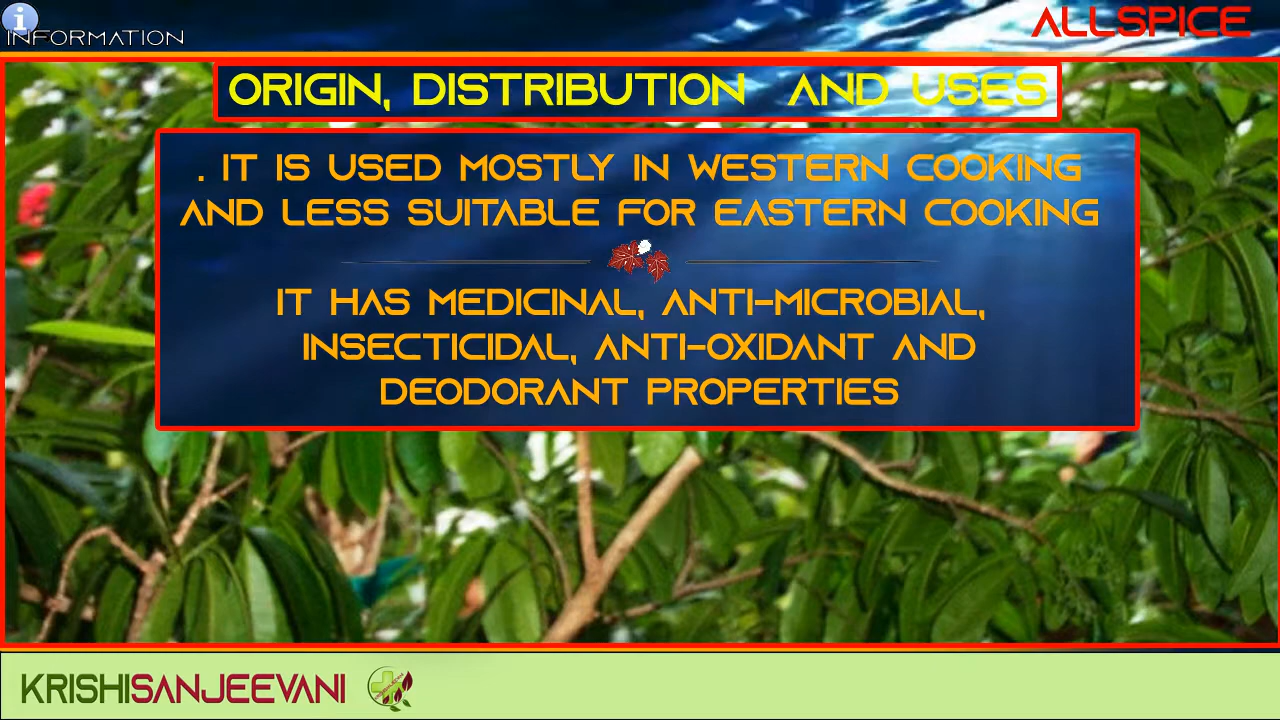 INFORMATION
ALLSPICE
ORIGIN, DISTRIBUTION AND USES
. IT IS USED MOSTLY IN WESTERN COOKING
AND LESS SUITABLE FOR EASTERN COOKING
IT HAS MEDICINAL, ANTI-MICROBIAL,
INSECTICIDAL, ANTI-OXIDANT AND
DEODORANT PROPERTIES
KRISHISANJEEVANI